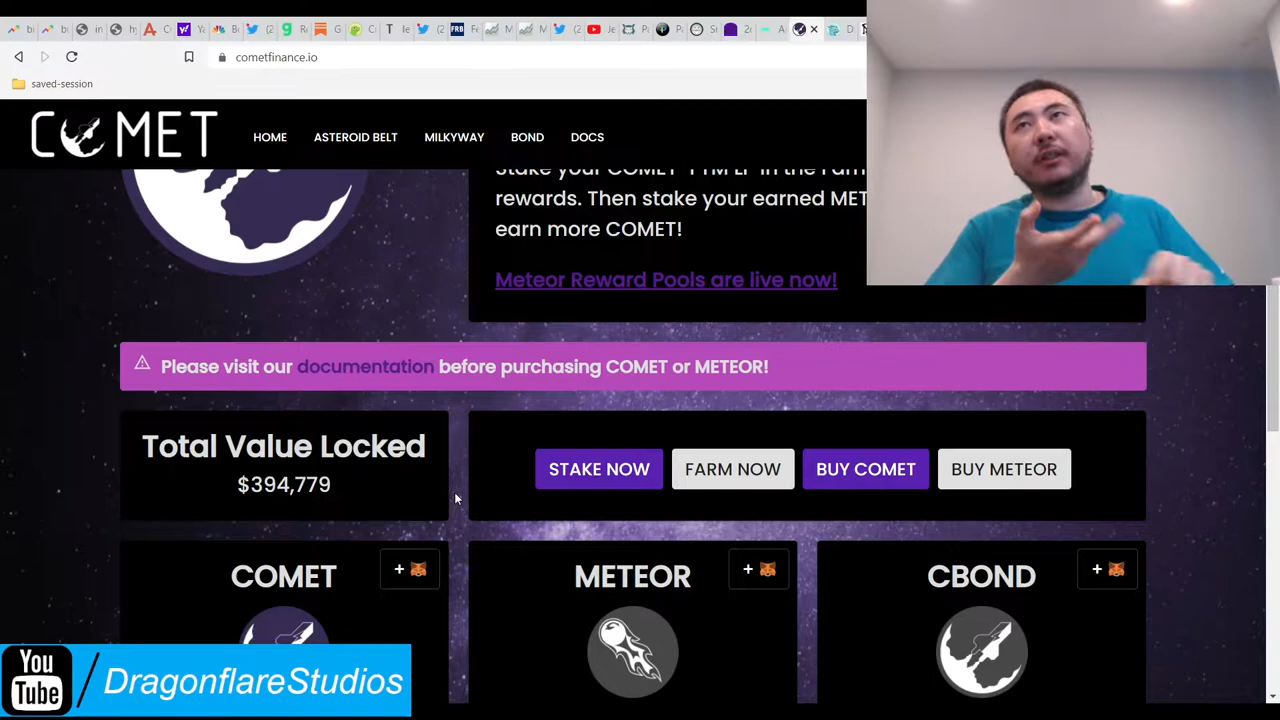 cometfinance.io
saved-session
COMET
HOME
ASTEROID BELT
MILKYWAY
BOND
DOCS
rewards. Then stake your earned MET
earn more COMET!
Meteor Reward Pools are live now!
Please visit our documentation before purchasing COMET or METEOR!
Total Value Locked
$394,779
STAKE NOW
FARM NOW
BUY COMET
BUY METEOR
COMET
+
METEOR
+
CBOND
+
You
Tube
/DragonflareStudios